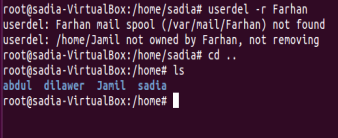 root@sadia-VirtualBox:/home/sadia# userdel -r Farhan
userdel: Farhan mail spool (/var/mail/Farhan) not found
userdel: /home/Jamil not owned by Farhan, not removing
root@sadia-VirtualBox:/home/sadia# cd ..
root@sadia-VirtualBox:/home# ls
abdul dilawer Jamil sadia
root@sadia-VirtualBox:/home#